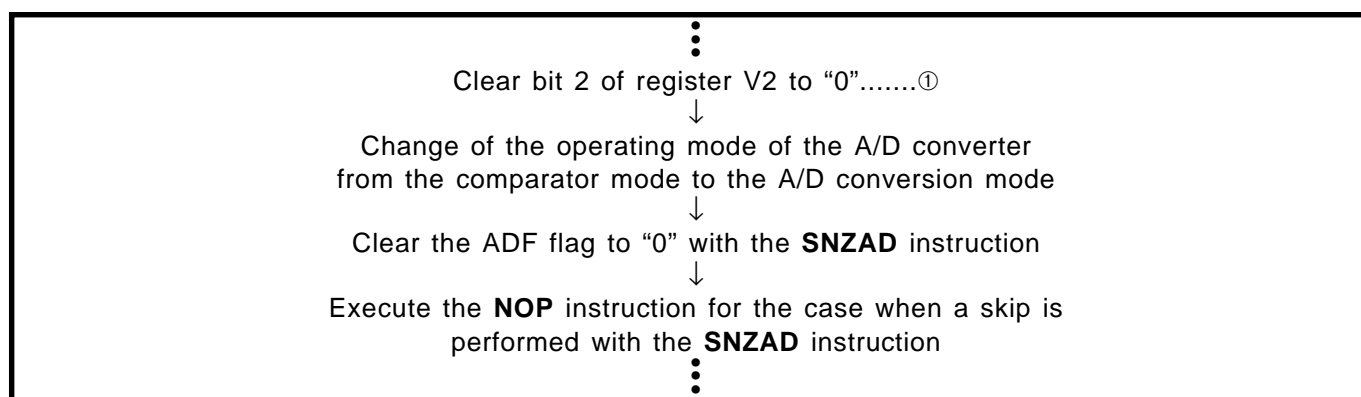 Clear bit 2 of register V2 to “0”.......①
↓
Change of the operating mode of the A/D converter
from the comparator mode to the A/D conversion mode
↓
Clear the ADF flag to “0” with the SNZAD instruction
↓
Execute the NOP instruction for the case when a skip is
performed with the SNZAD instruction